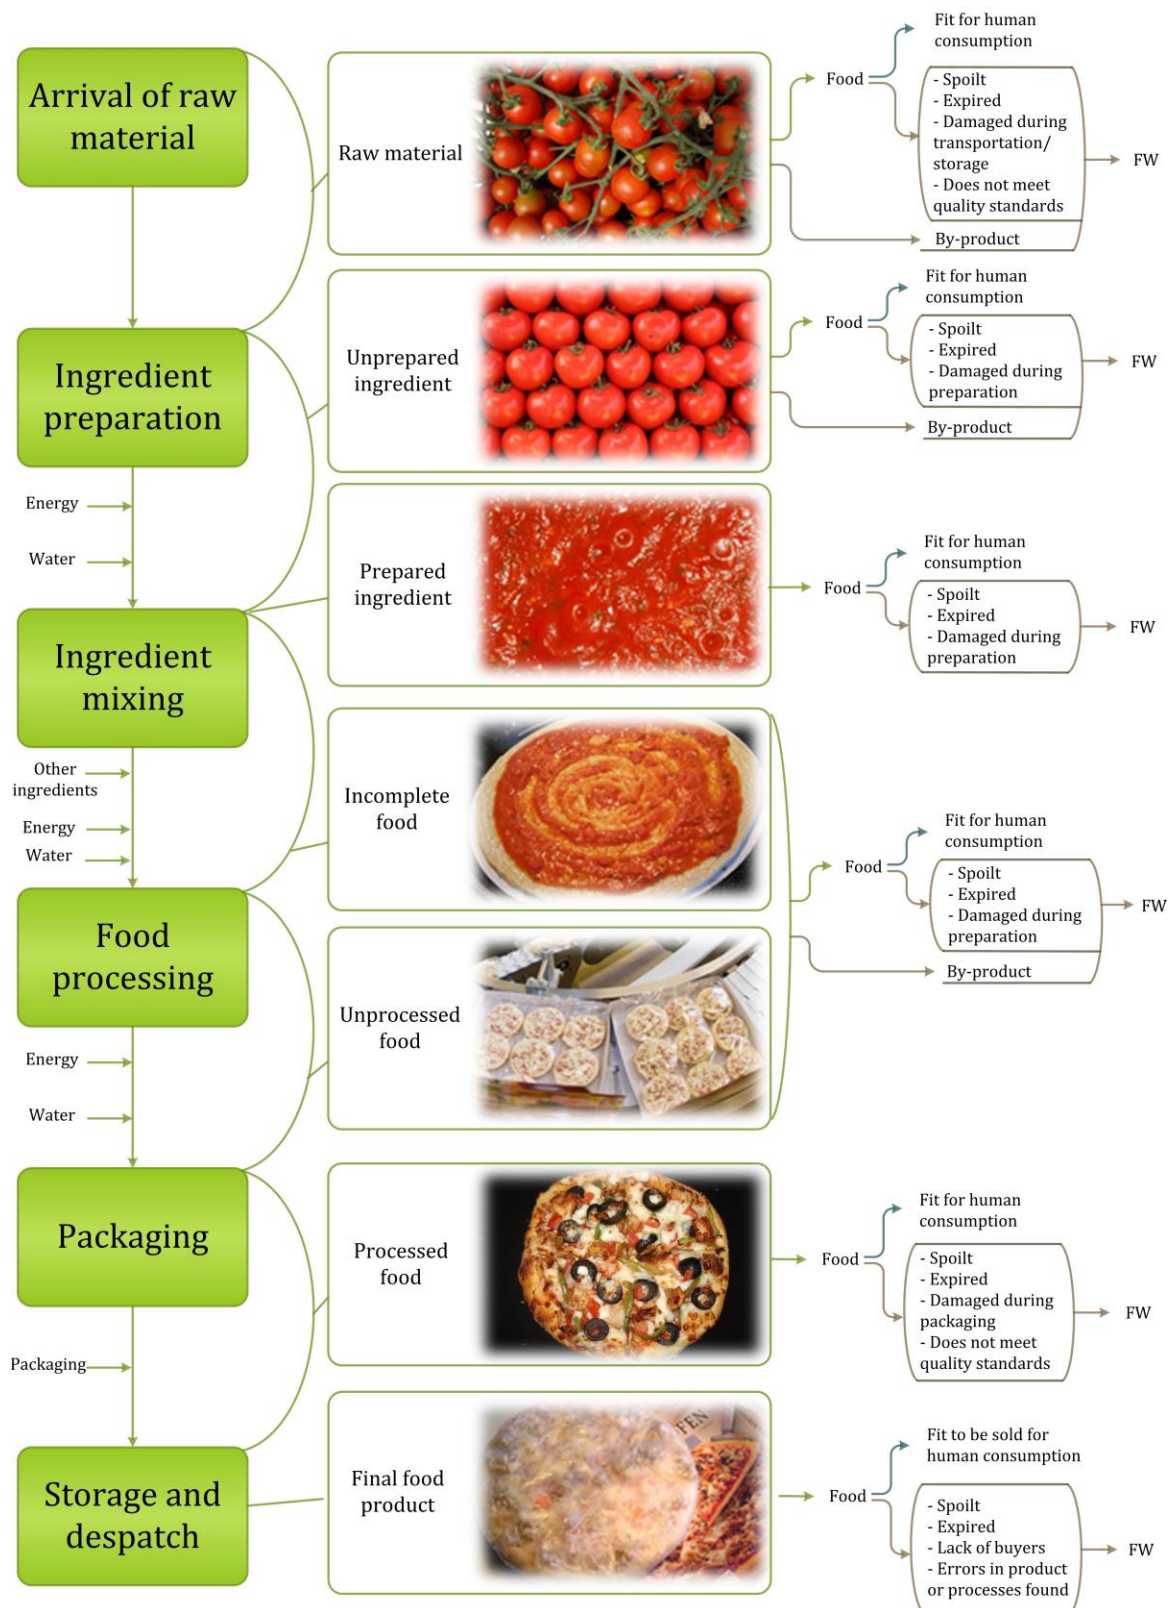 Arrival of raw
material
Raw material
Food
Fit for human
consumption
- Spoilt
- Expired
- Damaged during
transportation/
storage
- Does not meet
quality standards
By-product
FW
Ingredient
preparation
Unprepared
ingredient
Food
Fit for human
consumption
- Spoilt
- Expired
- Damaged during
preparation
By-product
FW
Energy
Water
Prepared
ingredient
Food
Fit for human
consumption
- Spoilt
- Expired
- Damaged during
preparation
FW
Ingredient
mixing
Other
ingredients
Energy
Water
Incomplete
food
Food
Fit for human
consumption
- Spoilt
- Expired
- Damaged during
preparation
By-product
FW
Food
processing
Unprocessed
food
Energy
Water
Packaging
Processed
food
Food
Fit for human
consumption
- Spoilt
- Expired
- Damaged during
packaging
- Does not meet
quality standards
FW
Packaging
Storage and
despatch
Final food
product
FEN
Food
Fit to be sold for
human consumption
- Spoilt
- Expired
- Lack of buyers
- Errors in product
or processes found
FW